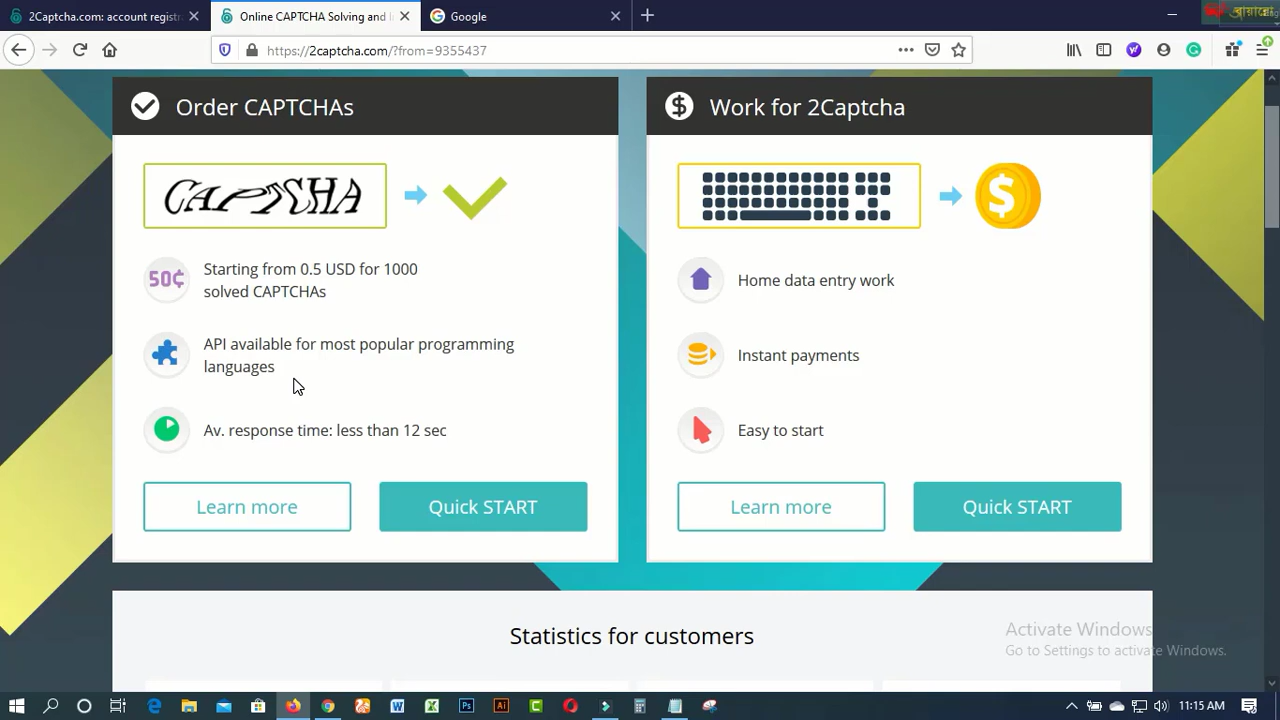 2Captcha.com: account registr
Online CAPTCHA Solving and I
Google
https://2captcha.com/?from=9355437
Order CAPTCHAs
Work for 2Captcha
CAPTCHA
50¢
Starting from 0.5 USD for 1000
solved CAPTCHAs
Home data entry work
API available for most popular programming
languages
Instant payments
Av. response time: less than 12 sec
Easy to start
Learn more
Quick START
Learn more
Quick START
Statistics for customers
Activate Windows
Go to Settings to activate Windows.
11:15 AM